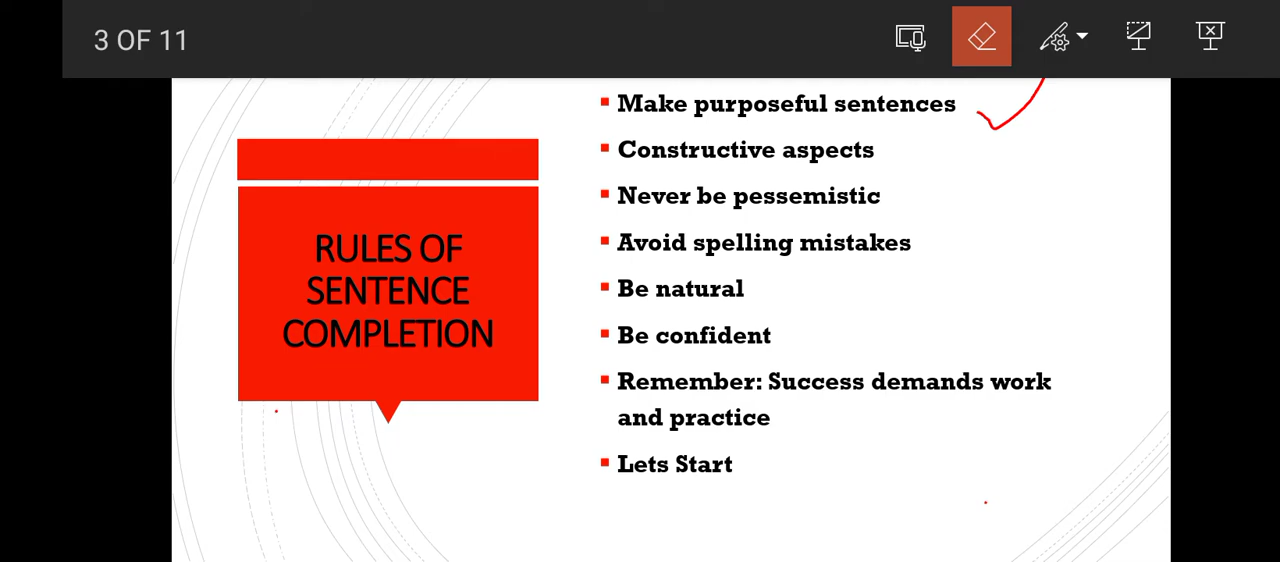 3 OF 11
RULES OF
SENTENCE
COMPLETION
Make purposeful sentences
Constructive aspects
Never be pessemistic
Avoid spelling mistakes
Be natural
Be confident
Remember: Success demands work
and practice
Lets Start